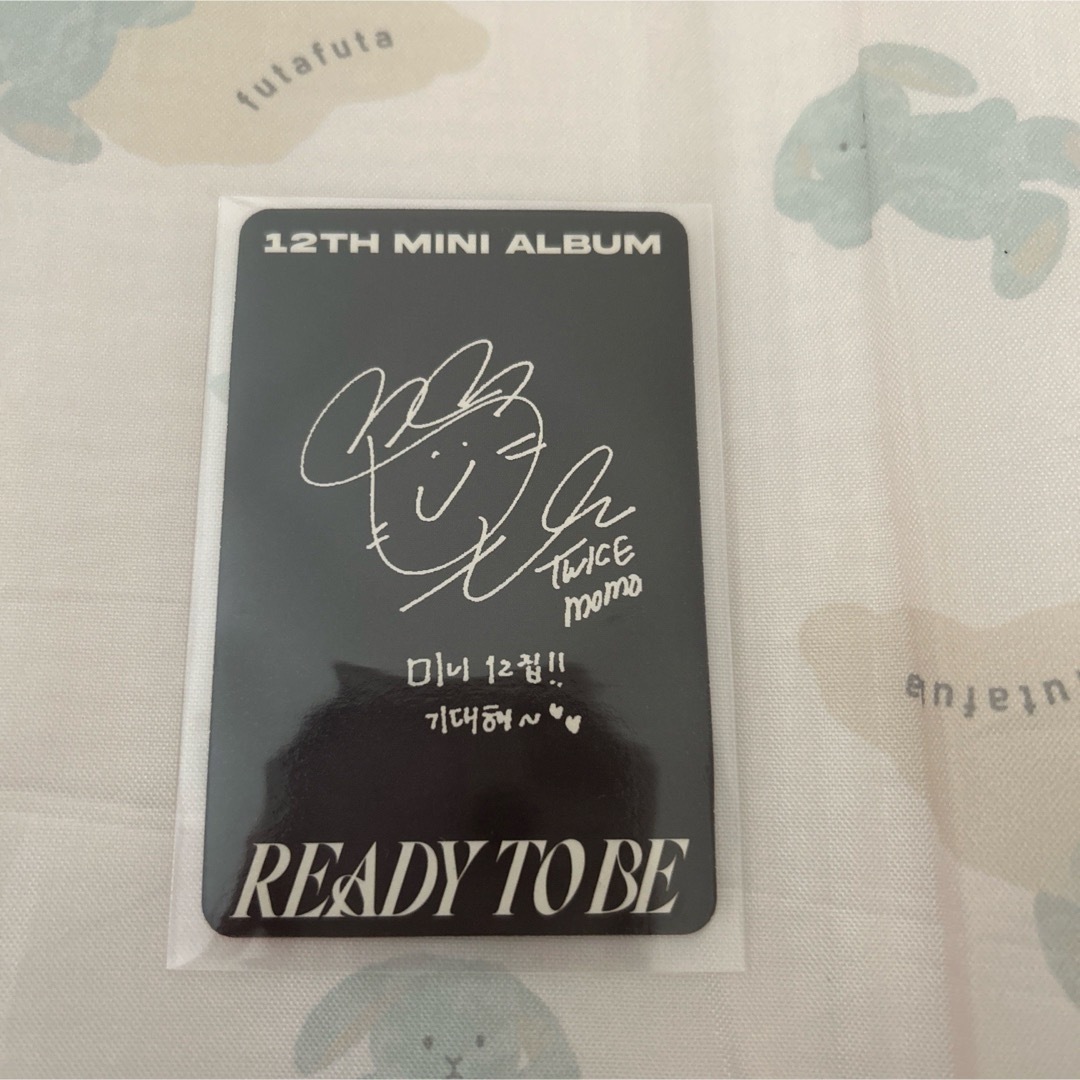 futafuta
12TH MINI ALBUM
TWICE
MOMO
미니 12집!!
기대해~ ♥♥
futafuta
READY TO BE